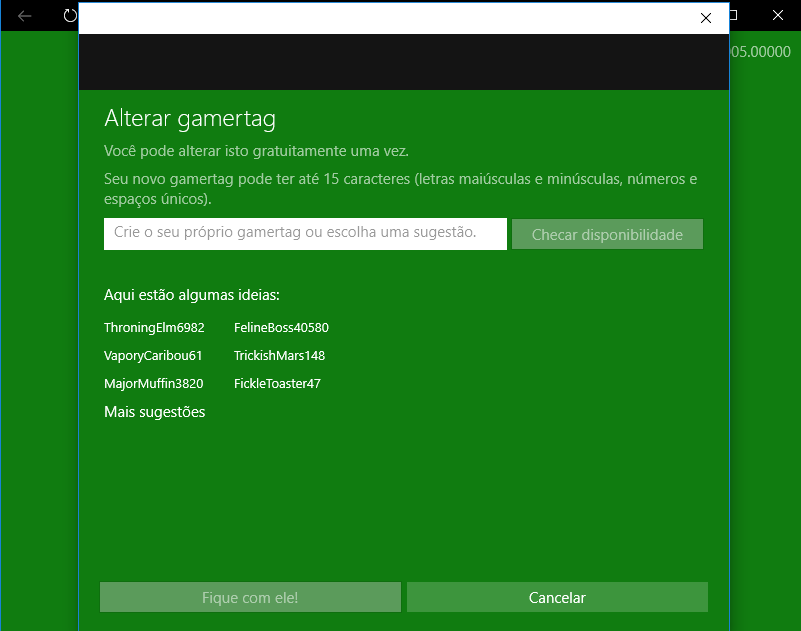 05.00000
Alterar gamertag
Você pode alterar isto gratuitamente uma vez.
Seu novo gamertag pode ter até 15 caracteres (letras maiúsculas e minúsculas, números e
espaços únicos).
Crie o seu próprio gamertag ou escolha uma sugestão.
Checar disponibilidade
Aqui estão algumas ideias:
ThroningElm6982 FelineBoss40580
VaporyCaribou61 TrickishMars148
MajorMuffin3820 FickleToaster47
Mais sugestões
Fique com ele!
Cancelar